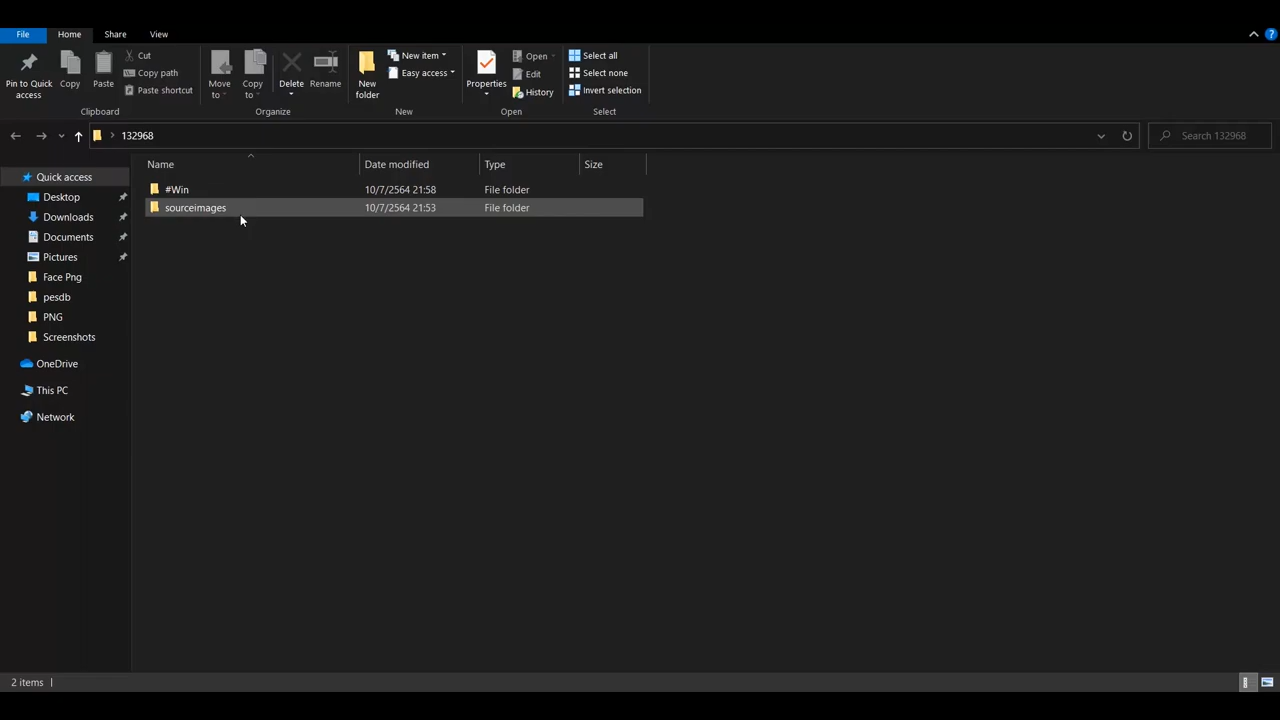 File Home Share View
Cut
Copy path
Paste shortcut
Pin to Quick access
Copy
Paste
Clipboard
Move to
Copy to
Delete
Rename
Organize
New folder
New item
Easy access
New
Properties
Open
Edit
History
Open
Select all
Select none
Invert selection
Select
132968
Search 132968
Name Date modified Type Size
#Win 10/7/2564 21:58 File folder
sourceimages 10/7/2564 21:53 File folder
Quick access
Desktop
Downloads
Documents
Pictures
Face Png
pesdb
PNG
Screenshots
OneDrive
This PC
Network
2 items